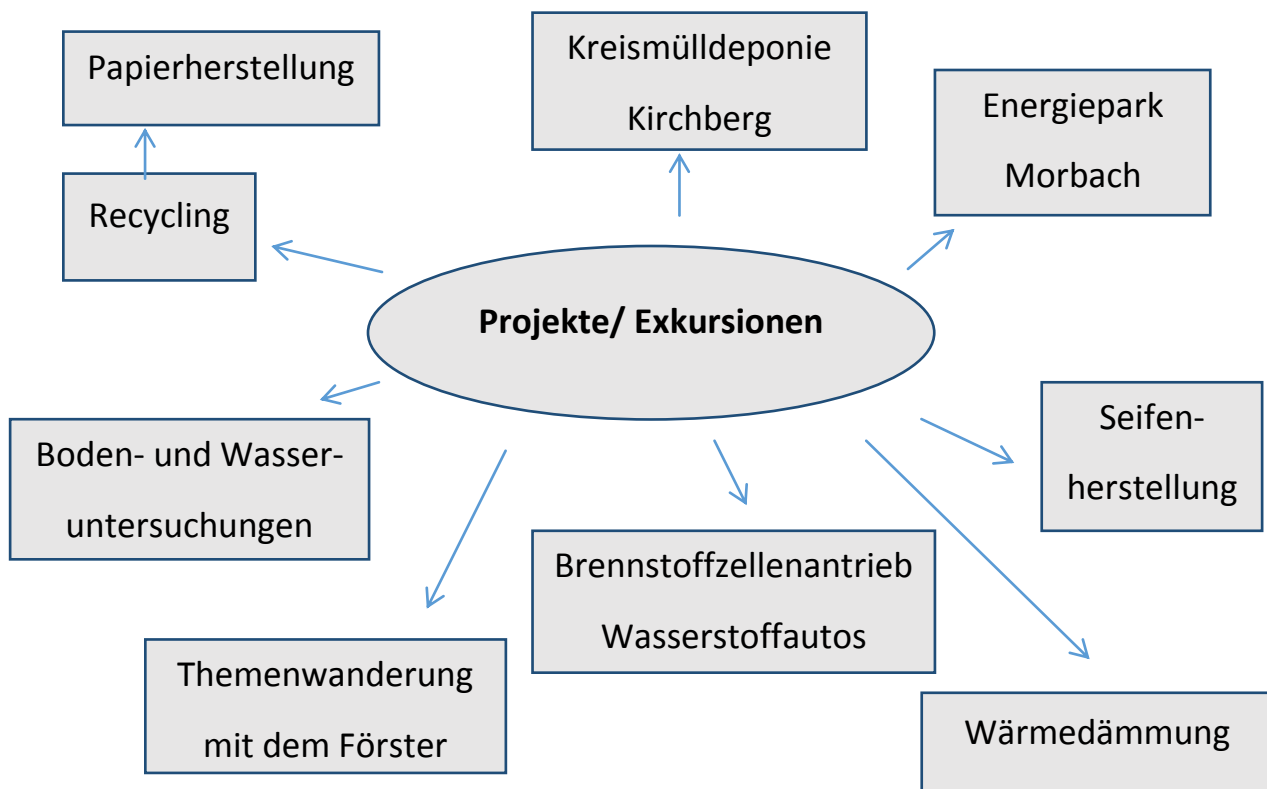 Papierherstellung
Recycling
Kreismülldeponie
Kirchberg
Energiepark
Morbach
Projekte/ Exkursionen
Boden- und Wasser-
untersuchungen
Seifen-
herstellung
Themenwanderung
mit dem Förster
Brennstoffzellenantrieb
Wasserstoffautos
Wärmedämmung